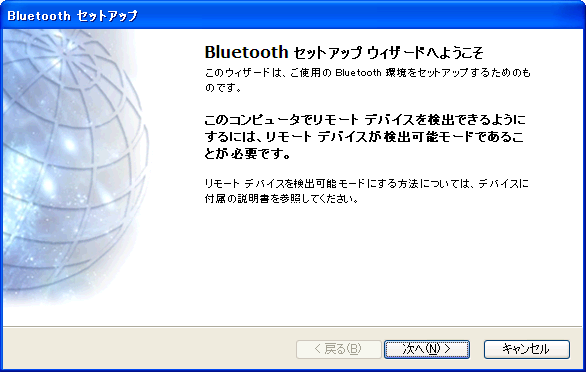 Bluetooth セットアップ
Bluetooth セットアップ ウィザードへようこそ
このウィザードは、ご使用の Bluetooth 環境をセットアップするためのも
のです。
このコンピュータでリモート デバイスを検出できるように
するには、リモート デバイスが検出可能モードであるこ
とが必要です。
リモート デバイスを検出可能モードにする方法については、デバイスに
付属の説明書を参照してください。
< 戻る(B) 次へ(N) > キャンセル